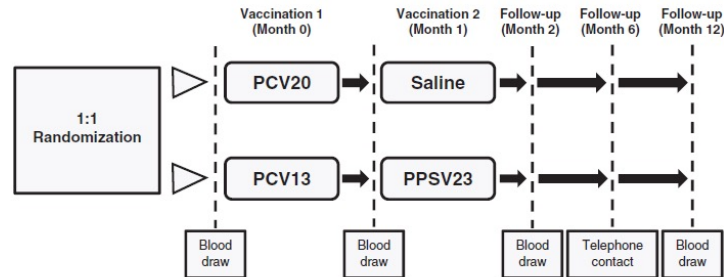 Vaccination 1
(Month 0)
Vaccination 2
(Month 1)
Follow-up
(Month 2)
Follow-up
(Month 6)
Follow-up
(Month 12)
1:1
Randomization
PCV20
Saline
PCV13
PPSV23
Blood
draw
Blood
draw
Blood
draw
Telephone
contact
Blood
draw